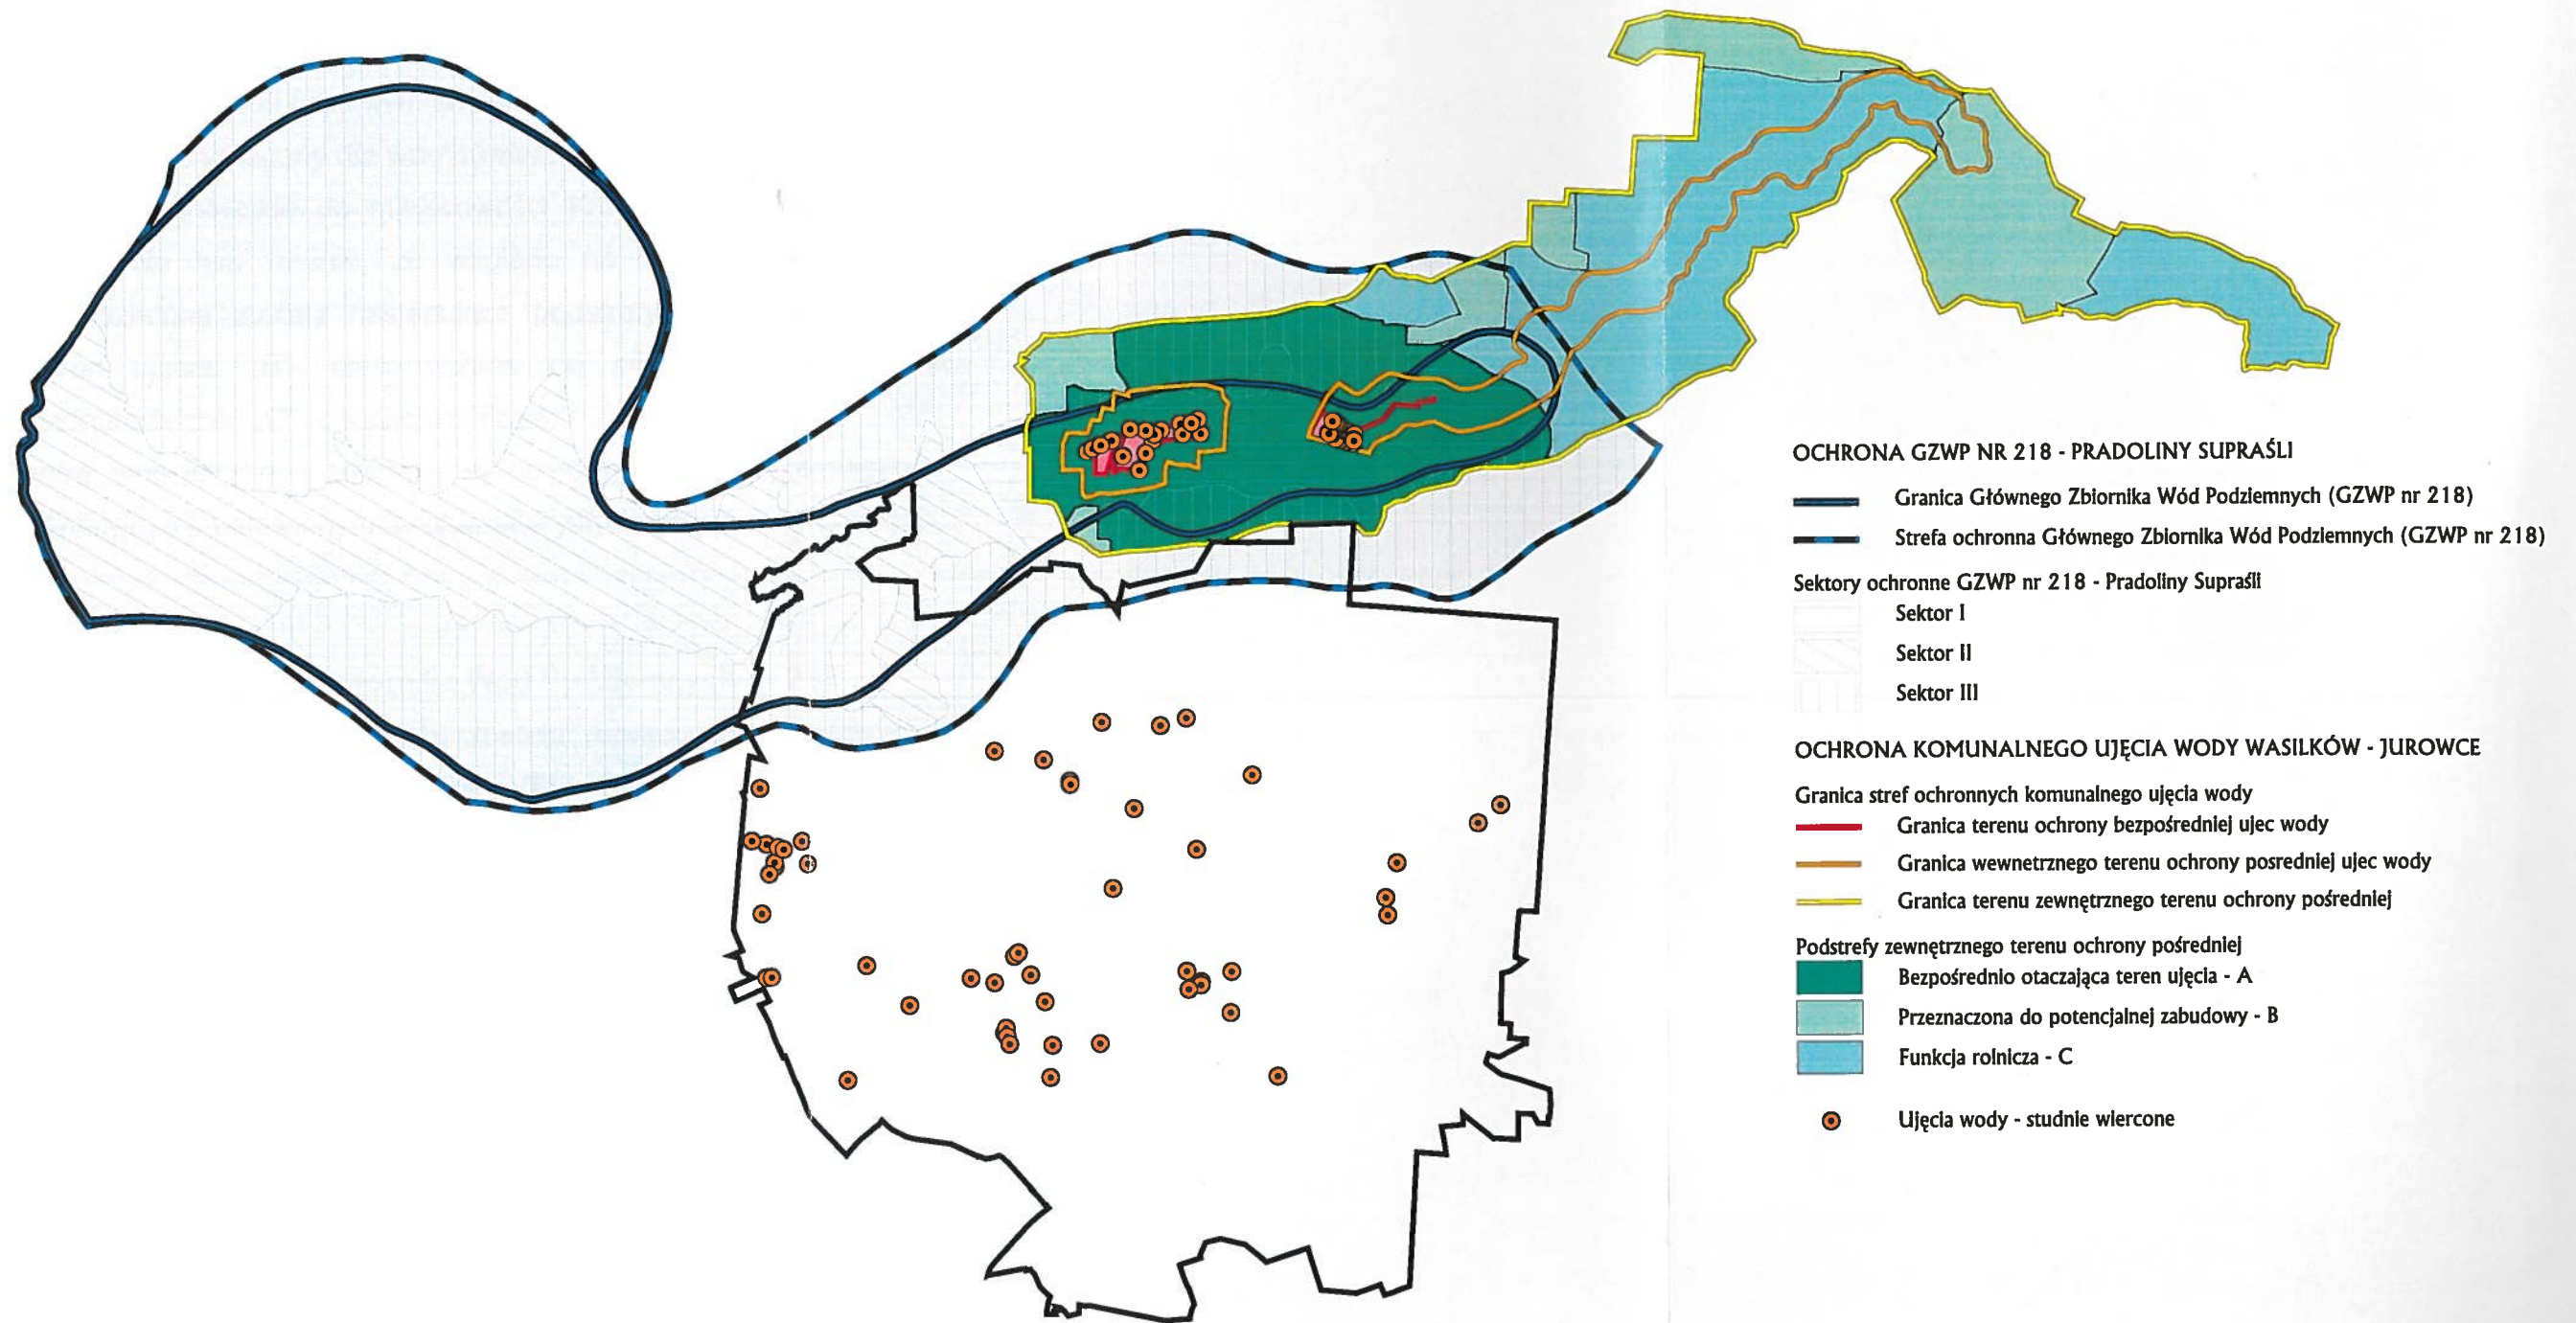 OCHRONA GZWP NR 218 - PRADOLINY SUPRAŚLI
Granica Głównego Zbiornika Wód Podziemnych (GZWP nr 218)
Strefa ochronna Głównego Zbiornika Wód Podziemnych (GZWP nr 218)
Sektory ochronne GZWP nr 218 - Pradoliny Supraśli
Sektor I
Sektor II
Sektor III
OCHRONA KOMUNALNEGO UJĘCIA WODY WASILKÓW - JUROWCE
Granica stref ochronnych komunalnego ujęcia wody
Granica terenu ochrony bezpośredniej ujec wody
Granica wewnetrznego terenu ochrony posredniej ujec wody
Granica terenu zewnętrznego terenu ochrony pośredniej
Podstrefy zewnętrznego terenu ochrony pośredniej
Bezpośrednio otaczająca teren ujęcia - A
Przeznaczona do potencjalnej zabudowy - B
Funkcja rolnicza - C
Ujęcia wody - studnie wiercone